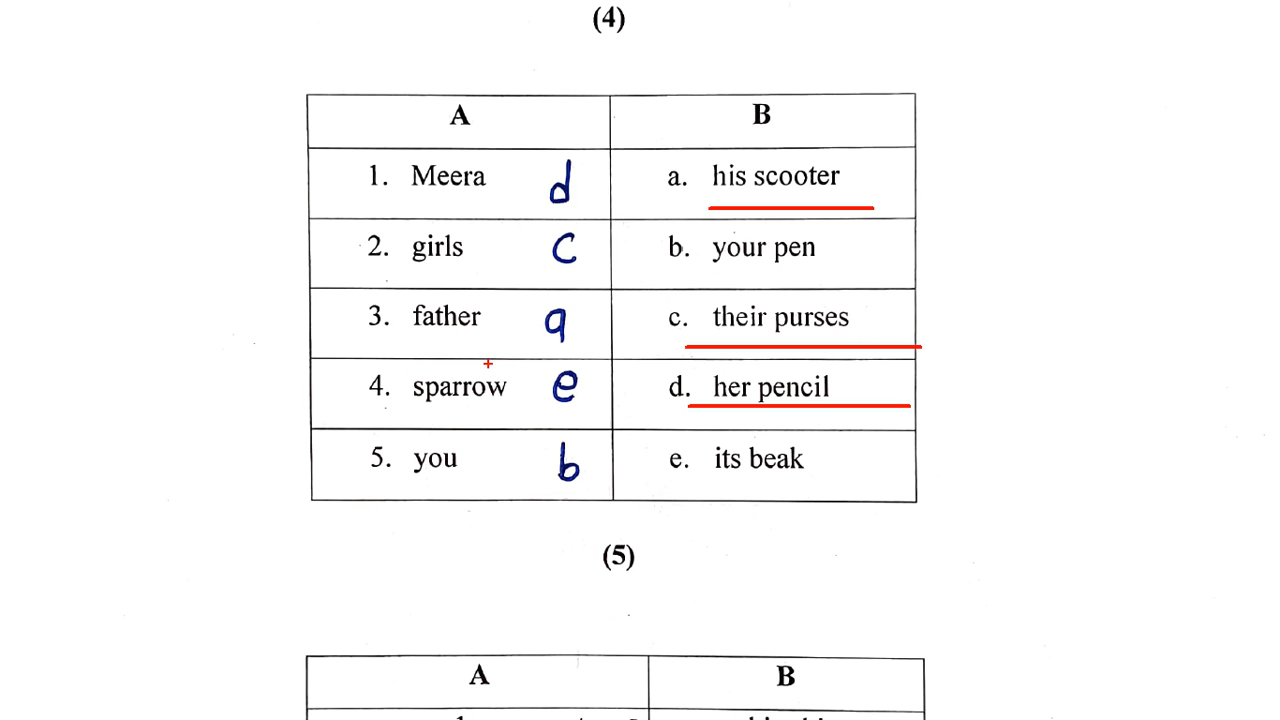 (4)
A B
1. Meera d a. his scooter
2. girls c b. your pen
3. father a c. their purses
4. sparrow e d. her pencil
5. you b e. its beak
(5)
A B